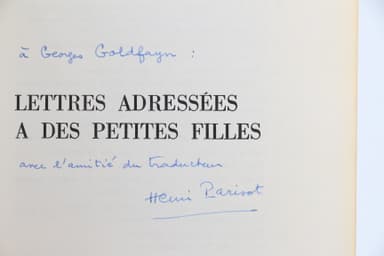 à Georges Goldfayn :
LETTRES ADRESSÉES
A DES PETITES FILLES
avec l'amitié du traducteur
Henri Parisot